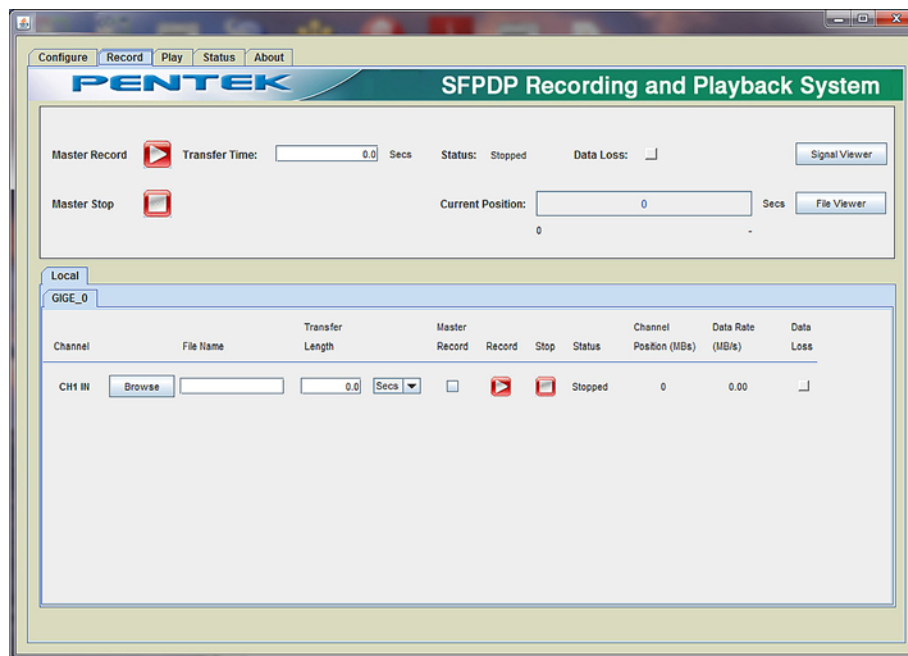 Configure Record Play Status About
PENTEK SFPDP Recording and Playback System
Master Record Transfer Time: 0.0 Secs Status: Stopped Data Loss: Signal Viewer
Master Stop Current Position: 0 Secs File Viewer
0 -
Local
GIGE_0
Transfer Master Channel Data Rate Data
Channel File Name Length Record Record Stop Status Position (MBs) (MB/s) Loss
CH1 IN Browse 0.0 Secs Stopped 0 0.00